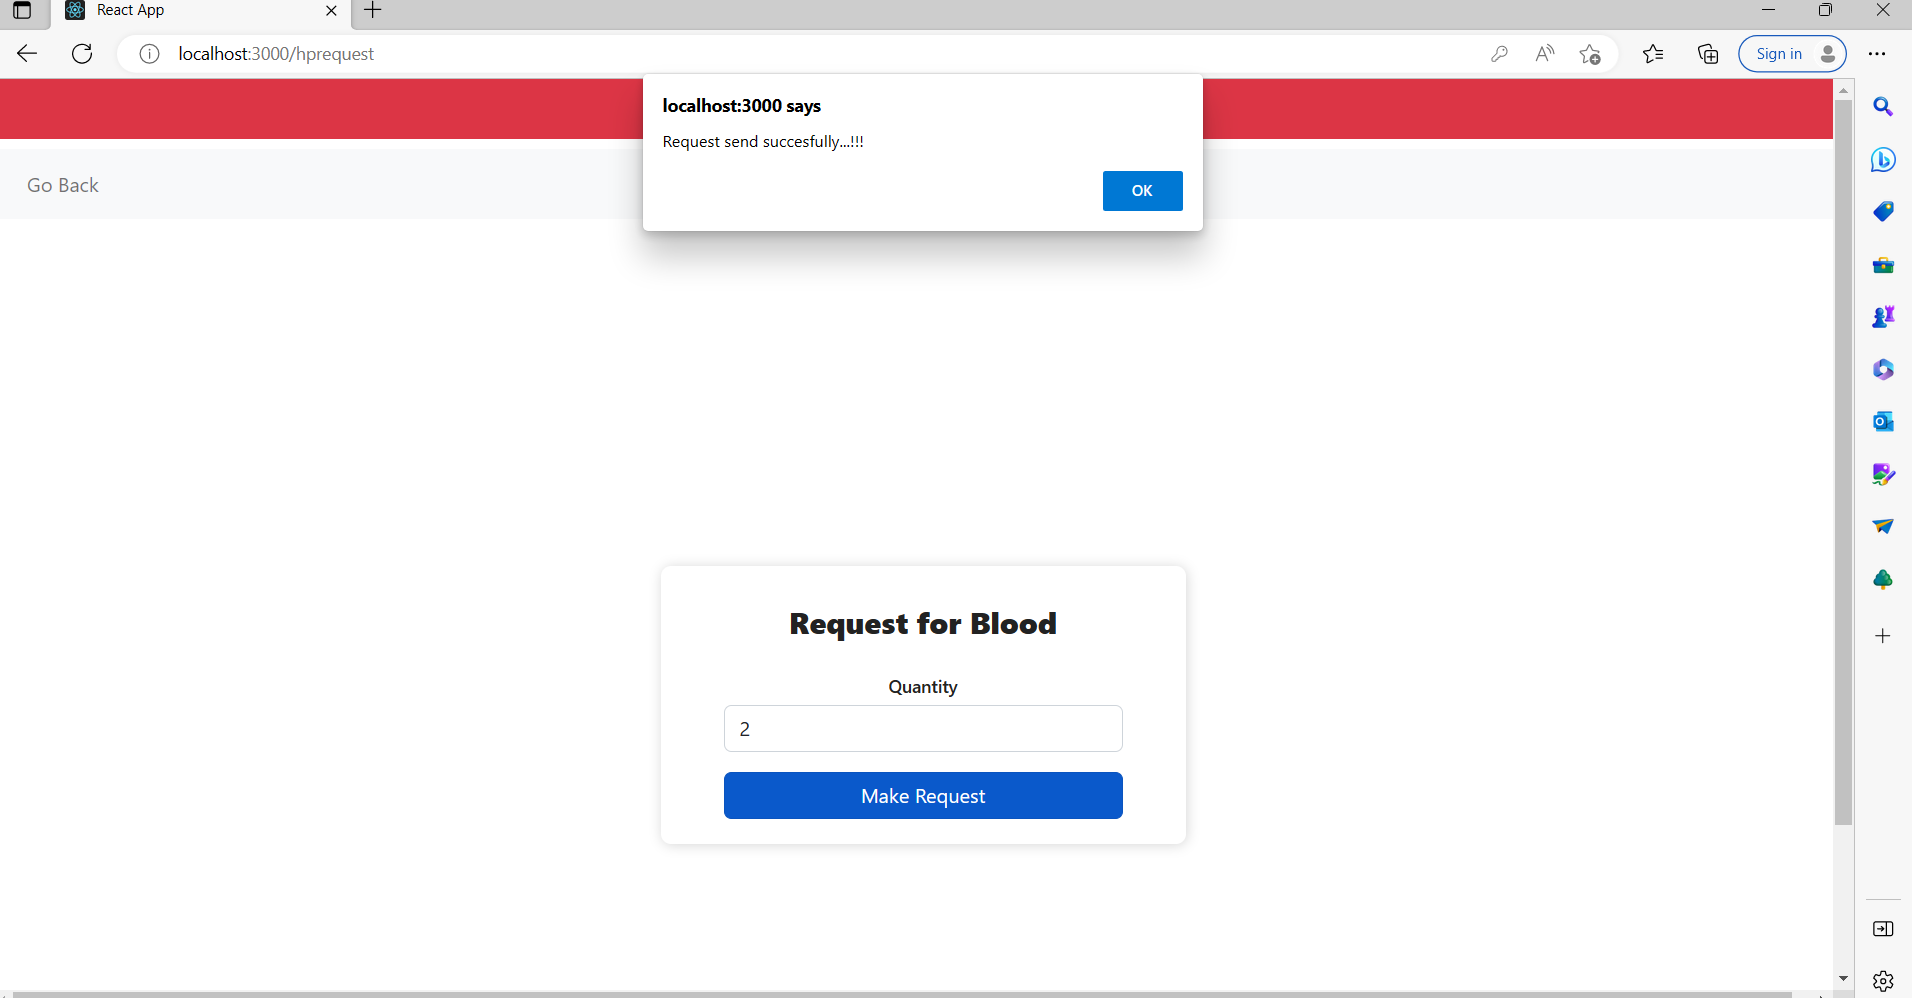 React App
localhost:3000/hprequest
Sign in
localhost:3000 says
Request send succesfully...!!!
OK
Go Back
Request for Blood
Quantity
2
Make Request